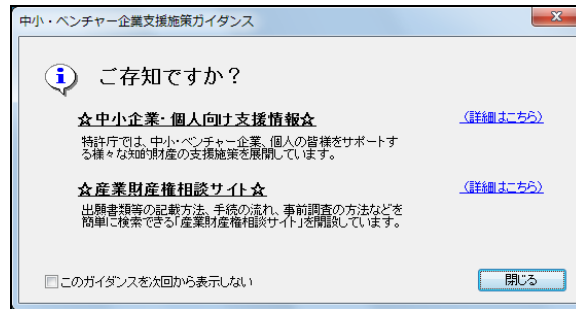 中小・ベンチャー企業支援施策ガイダンス
ご存知ですか？
☆中小企業・個人向け支援情報☆
(詳細はこちら)
特許庁では、中小・ベンチャー企業、個人の皆様をサポートす
る様々な知的財産の支援施策を展開しています。
☆産業財産権相談サイト☆
(詳細はこちら)
出願書類等の記載方法、手続の流れ、事前調査の方法などを
簡単に検索できる「産業財産権相談サイト」を開設しています。
このガイダンスを次回から表示しない
閉じる